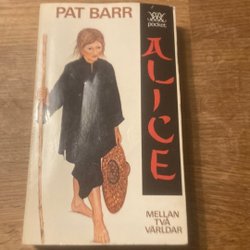 PAT BARR
pocket
ALICE
MELLAN
TVÅ
VÄRLDAR